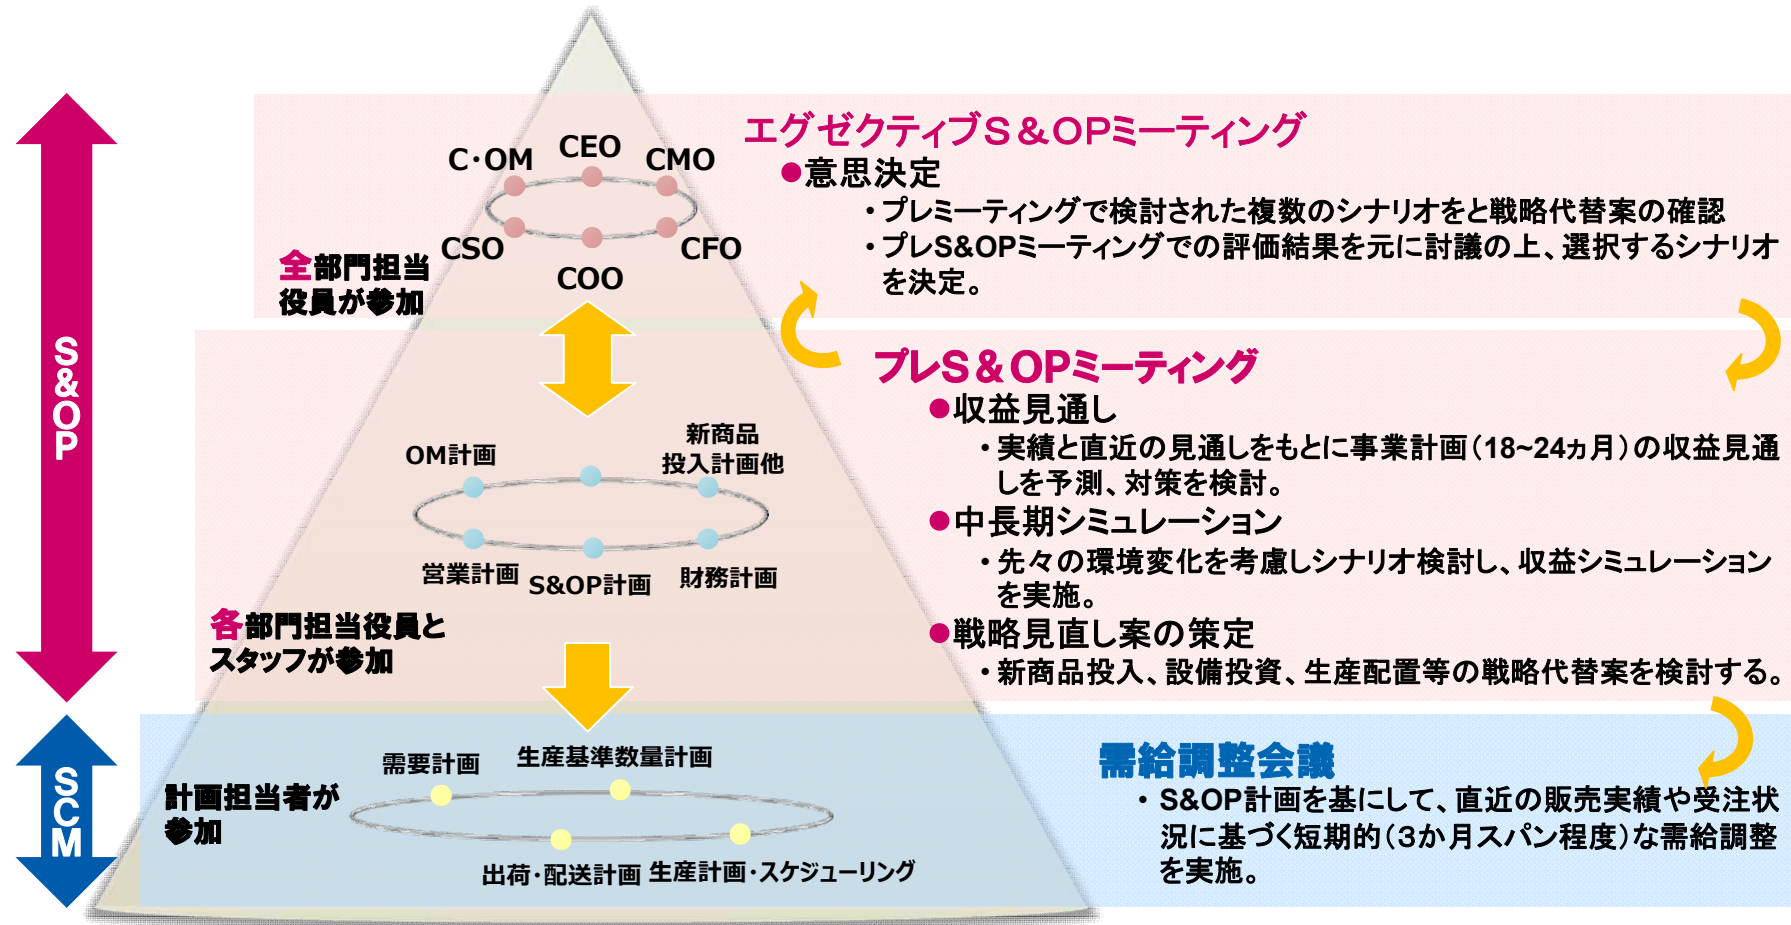 エグゼクティブS&OPミーティング
●意思決定
・プレミーティングで検討された複数のシナリオをと戦略代替案の確認
・プレS&OPミーティングでの評価結果を元に討議の上、選択するシナリオ
を決定。
CEO
C・OM
CMO
CSO
CFO
COO
全部門担当
役員が参加
S&OP
プレS&OPミーティング
●収益見通し
・実績と直近の見通しをもとに事業計画（18~24ヵ月）の収益見通
しを予測、対策を検討。
●中長期シミュレーション
・先々の環境変化を考慮しシナリオ検討し、収益シミュレーション
を実施。
●戦略見直し案の策定
・新商品投入、設備投資、生産配置等の戦略代替案を検討する。
OM計画
新商品
投入計画他
営業計画
S&OP計画
財務計画
各部門担当役員と
スタッフが参加
SCM
需給調整会議
・S&OP計画を基にして、直近の販売実績や受注状
況に基づく短期的（３か月スパン程度）な需給調整
を実施。
需要計画
生産基準数量計画
計画担当者が
参加
出荷・配送計画
生産計画・スケジューリング